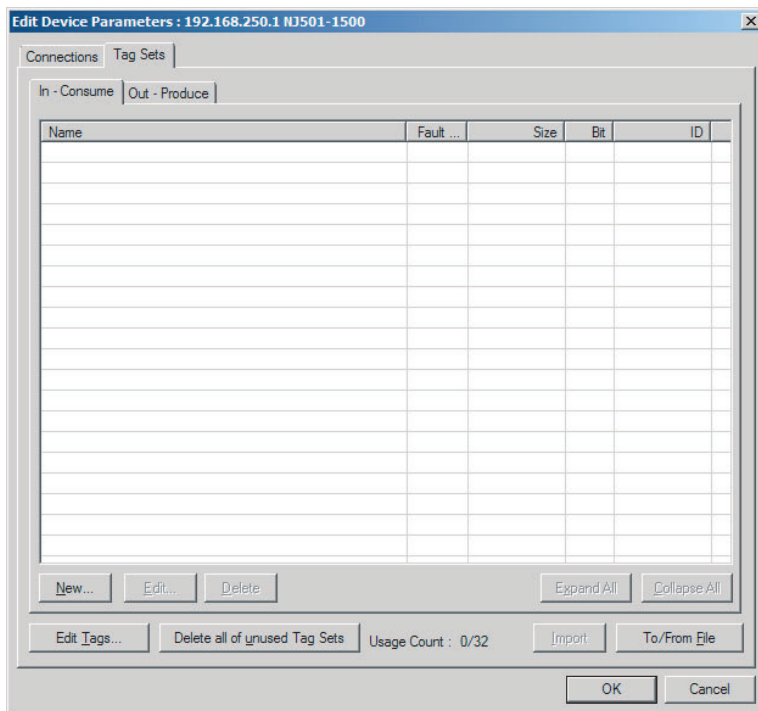 Edit Device Parameters : 192.168.250.1 NJ501-1500
Connections Tag Sets
In - Consume Out - Produce
Name Fault ... Size Bit ID
New... Edit... Delete Expand All Collapse All
Edit Tags... Delete all of unused Tag Sets Usage Count : 0/32 Import To/From File
OK Cancel